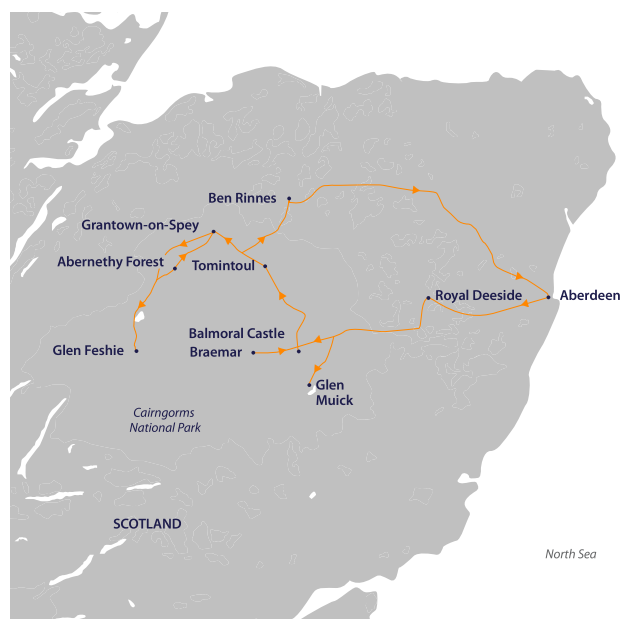 Ben Rinnes
Grantown-on-Spey
Abernethy Forest
Tomintoul
Royal Deeside
Aberdeen
Balmoral Castle
Glen Feshie
Braemar
Glen
Muick
Cairngorms
National Park
SCOTLAND
North Sea